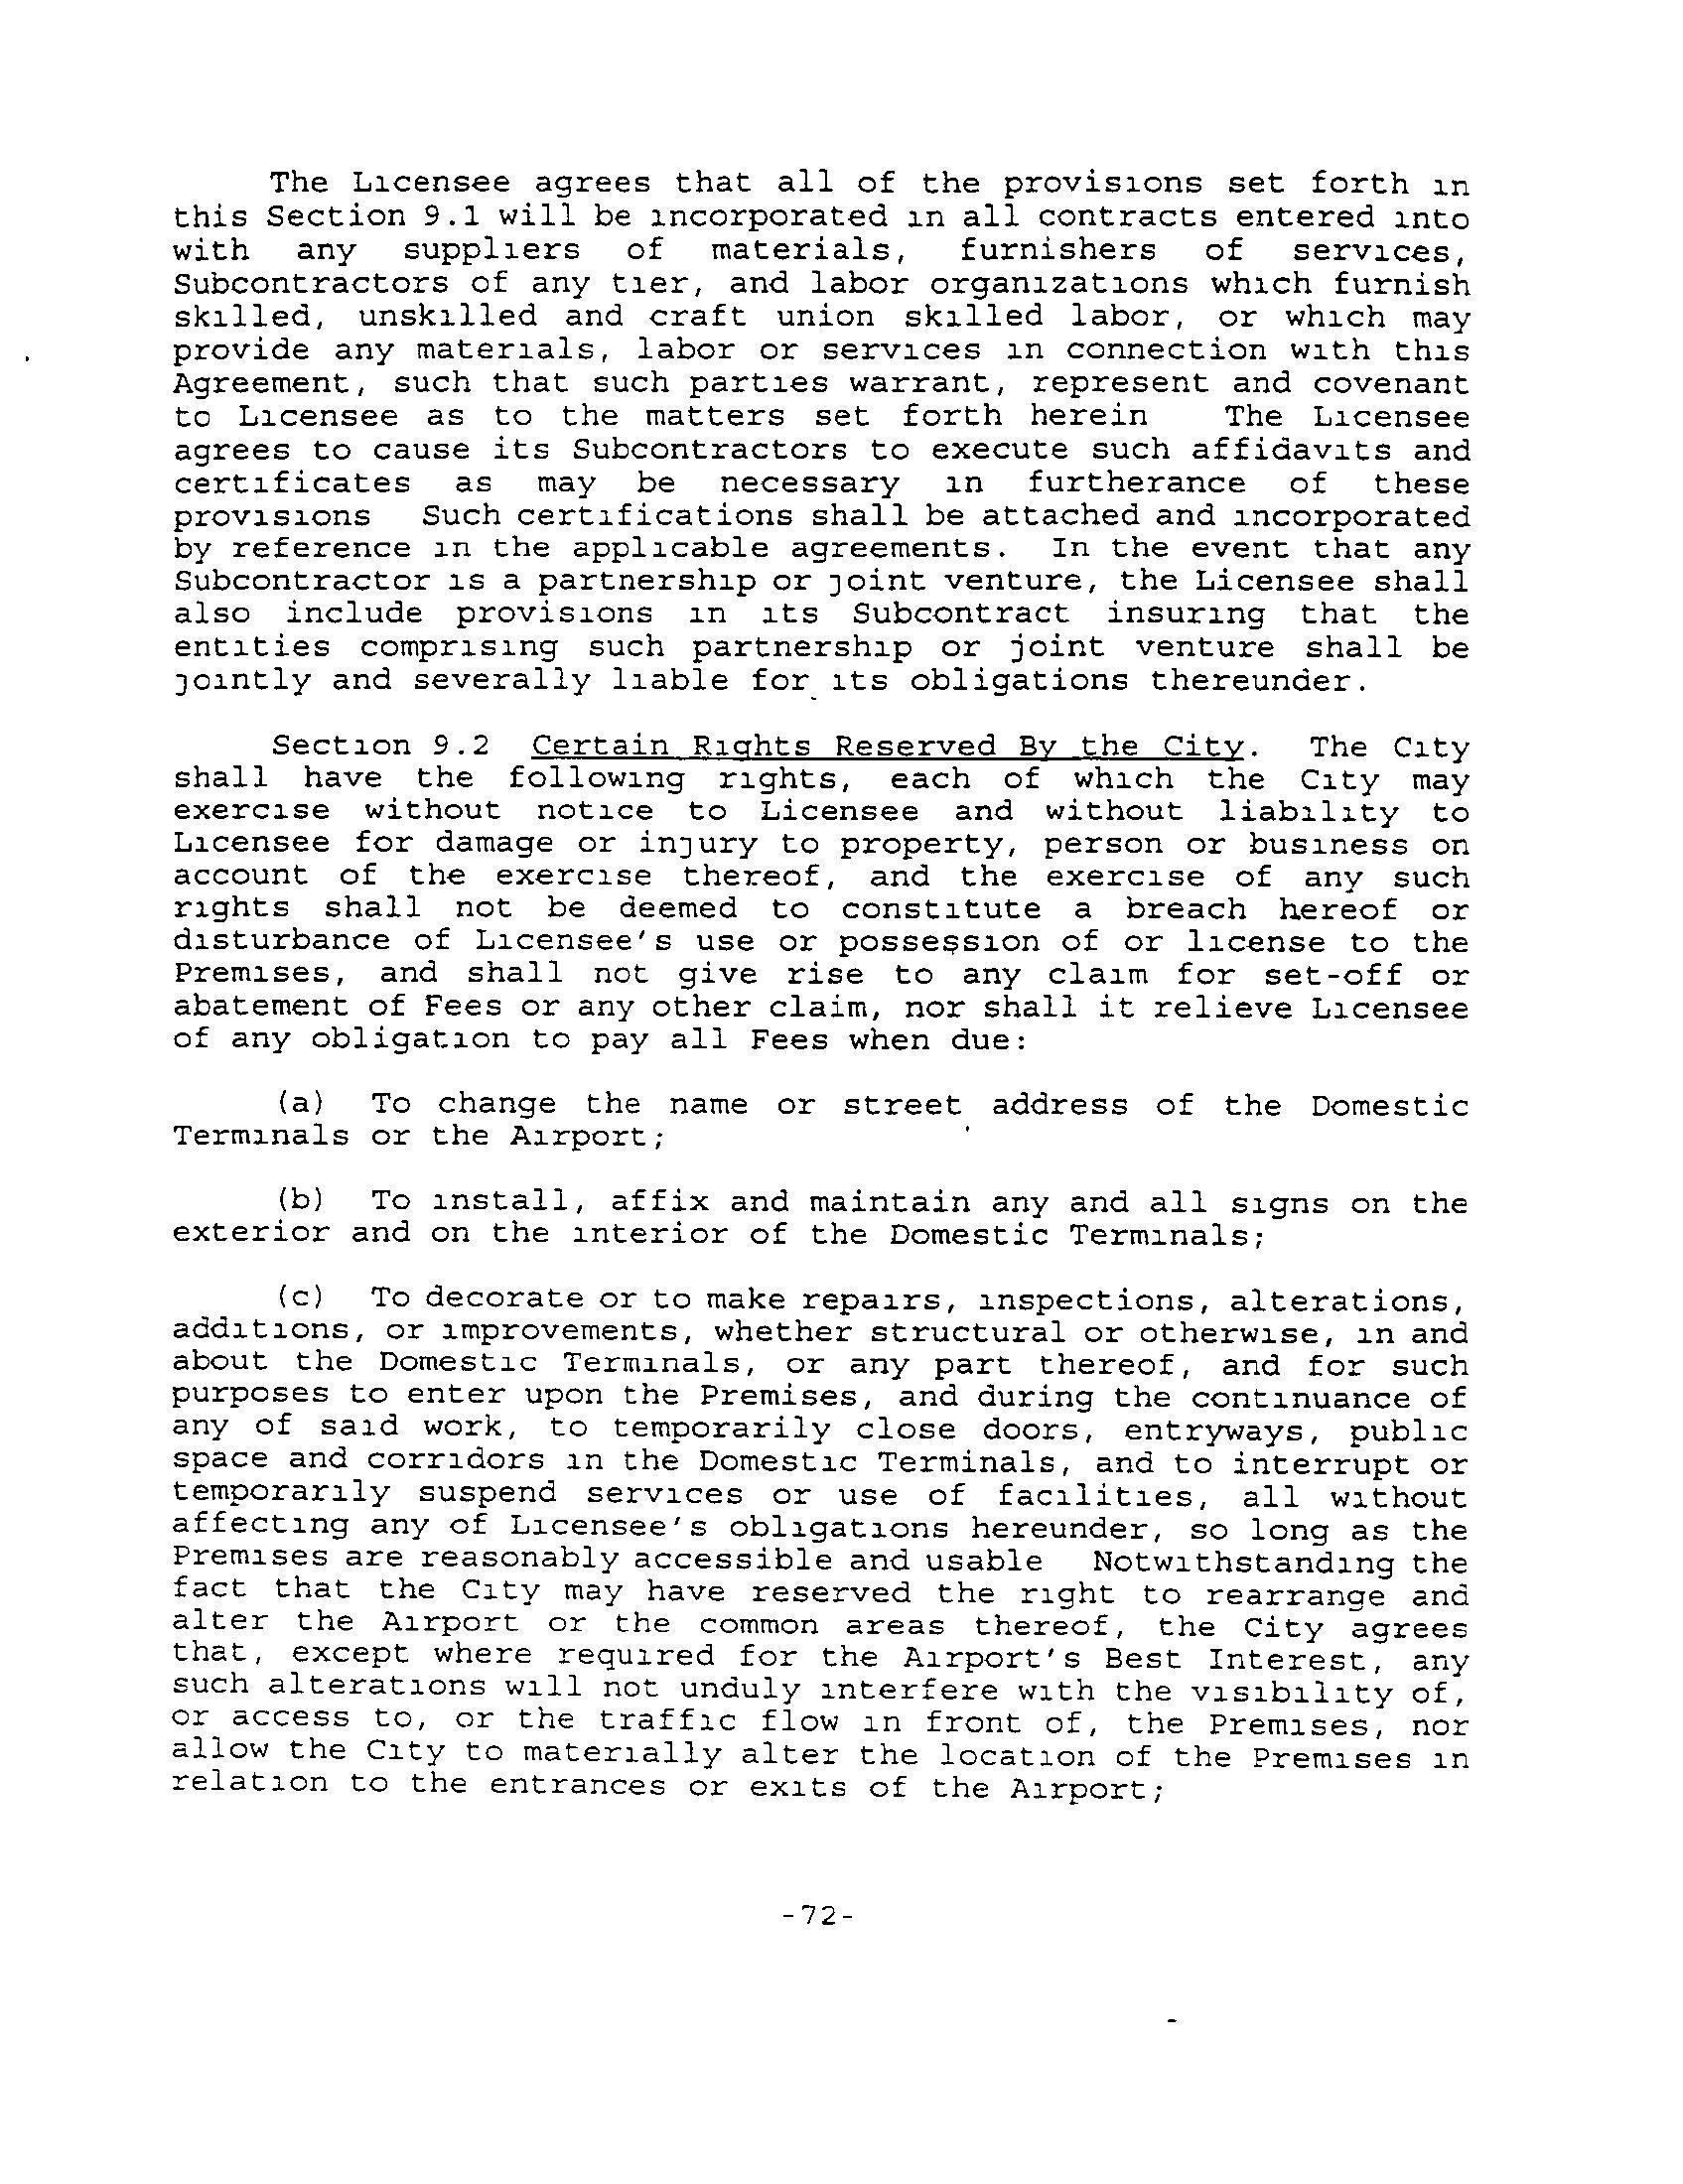 The Licensee agrees that all of the provisions set forth in
this Section 9.1 will be incorporated in all contracts entered into
with any suppliers of materials, furnishers of services,
Subcontractors of any tier, and labor organizations which furnish
skilled, unskilled and craft union skilled labor, or which may
provide any materials, labor or services in connection with this
Agreement, such that such parties warrant, represent and covenant
to Licensee as to the matters set forth herein The Licensee
agrees to cause its Subcontractors to execute such affidavits and
certificates as may be necessary in furtherance of these
provisions Such certifications shall be attached and incorporated
by reference in the applicable agreements. In the event that any
Subcontractor is a partnership or joint venture, the Licensee shall
also include provisions in its Subcontract insuring that the
entities comprising such partnership or joint venture shall be
jointly and severally liable for its obligations thereunder.
Section 9.2 Certain Rights Reserved By the City. The City
shall have the following rights, each of which the City may
exercise without notice to Licensee and without liability to
Licensee for damage or injury to property, person or business on
account of the exercise thereof, and the exercise of any such
rights shall not be deemed to constitute a breach hereof or
disturbance of Licensee's use or possession of or license to the
Premises, and shall not give rise to any claim for set-off or
abatement of Fees or any other claim, nor shall it relieve Licensee
of any obligation to pay all Fees when due:
(a) To change the name or street address of the Domestic
Terminals or the Airport;
(b) To install, affix and maintain any and all signs on the
exterior and on the interior of the Domestic Terminals;
(c) To decorate or to make repairs, inspections, alterations,
additions, or improvements, whether structural or otherwise, in and
about the Domestic Terminals, or any part thereof, and for such
purposes to enter upon the Premises, and during the continuance of
any of said work, to temporarily close doors, entryways, public
space and corridors in the Domestic Terminals, and to interrupt or
temporarily suspend services or use of facilities, all without
affecting any of Licensee's obligations hereunder, so long as the
Premises are reasonably accessible and usable Notwithstanding the
fact that the City may have reserved the right to rearrange and
alter the Airport or the common areas thereof, the City agrees
that, except where required for the Airport's Best Interest, any
such alterations will not unduly interfere with the visibility of,
or access to, or the traffic flow in front of, the Premises, nor
allow the City to materially alter the location of the Premises in
relation to the entrances or exits of the Airport;
-72-